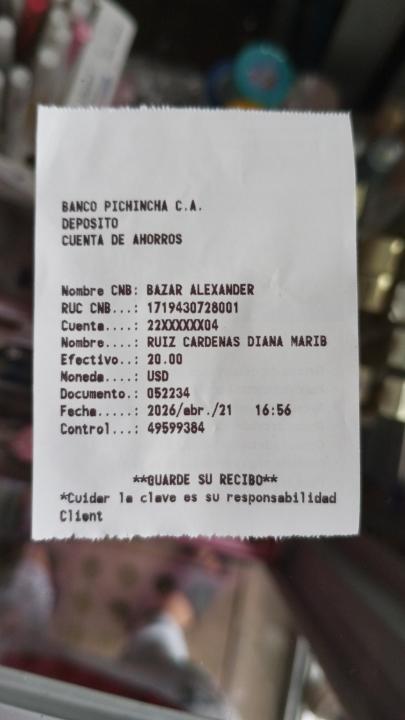 BANCO PICHINCHA C.A.
DEPOSITO
CUENTA DE AHORROS
Nombre CNB: BAZAR ALEXANDER
RUC CNB...: 1719430728001
Cuenta....: 22XXXXXX04
Nombre....: RUIZ CARDENAS DIANA MARIB
Efectivo..: 20.00
Moneda....: USD
Documento.: 052234
Fecha.....: 2026/abr./21 16:56
Control...: 49599384
**GUARDE SU RECIBO**
*Cuidar la clave es su responsabilidad
Client